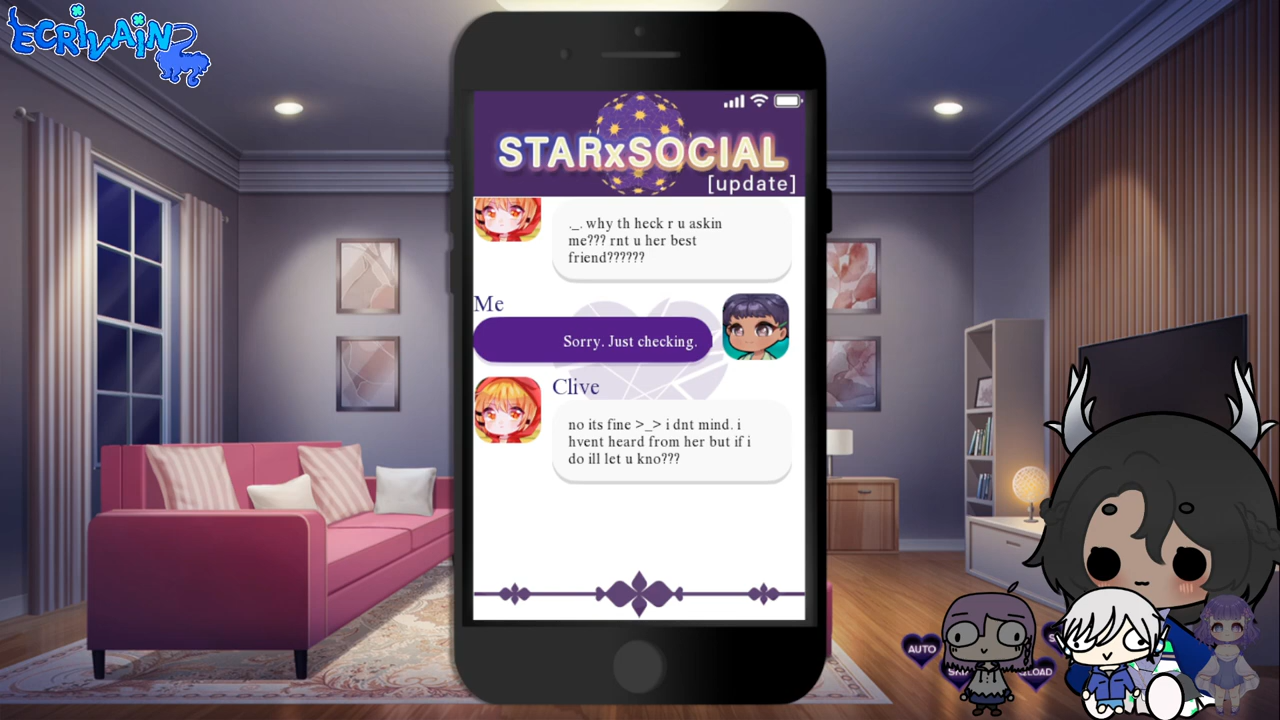 ECRIVAIN
STARxSOCIAL
[update]
._. why th heck r u askin
me??? rnt u her best
friend??????
Me
Sorry. Just checking.
Clive
no its fine >_> i dnt mind. i
hvent heard from her but if i
do ill let u kno???
AUTO